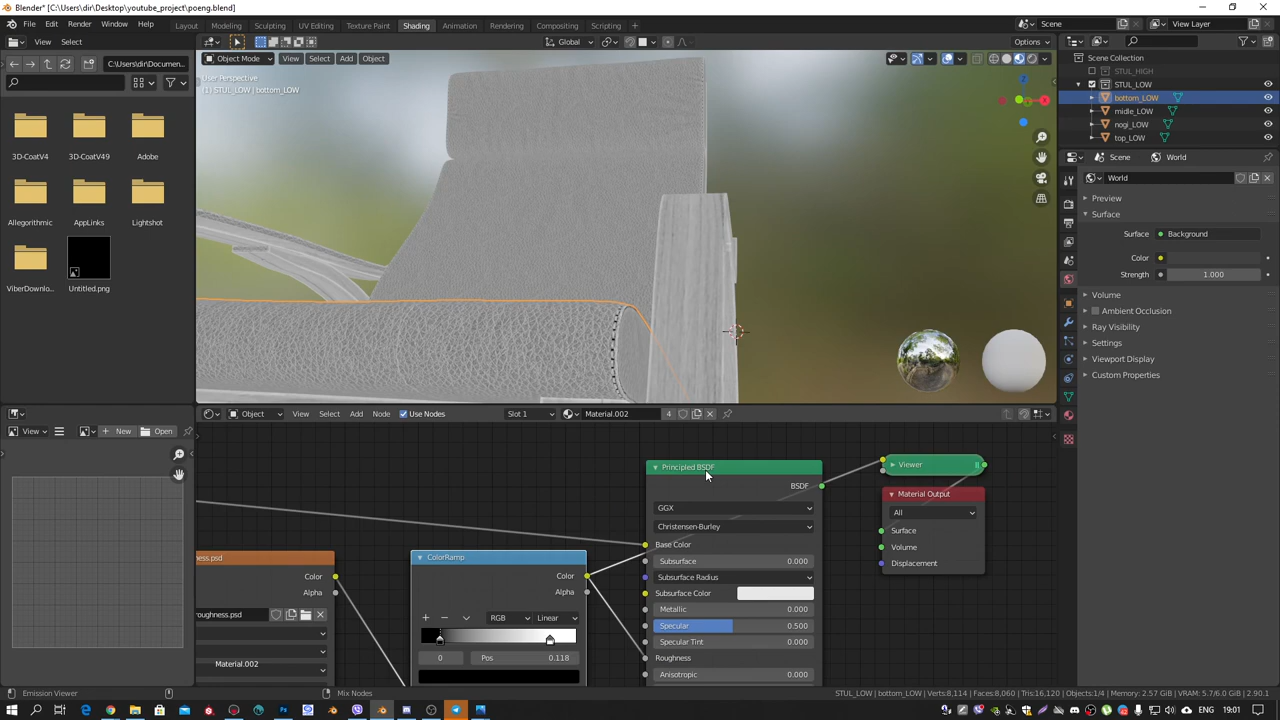 Blender* [C:\Users\dir\Desktop\youtube_project\poeng.blend]
File Edit Render Window Help Layout Modeling Sculpting UV Editing Texture Paint Shading Animation Rendering Compositing Scripting + Scene View Layer
View Select C:\Users\dir\Documen...
3D-CoatV4 3D-CoatV49 Adobe
Allegorithmic AppLinks Lightshot
ViberDownlo... Untitled.png
Global Options
Object Mode View Select Add Object
User Perspective
(1) STUL_LOW | bottom_LOW
X
Z
Scene Collection
STUL_HIGH
STUL_LOW
bottom_LOW
midle_LOW
nogi_LOW
top_LOW
Scene World
World
Preview
Surface
Surface Background
Color
Strength 1.000
Volume
Ambient Occlusion
Ray Visibility
Settings
Viewport Display
Custom Properties
View New Open
Object View Select Add Node Use Nodes Slot 1 Material.002 4
ghness.psd
Color
Alpha
roughness.psd
Material.002
ColorRamp
Color
Alpha
RGB Linear
0 Pos 0.118
Principled BSDF
BSDF
GGX
Christensen-Burley
Base Color
Subsurface 0.000
Subsurface Radius
Subsurface Color
Metallic 0.000
Specular 0.500
Specular Tint 0.000
Roughness
Anisotropic 0.000
Viewer
Material Output
All
Surface
Volume
Displacement
Emission Viewer Mix Nodes STUL_LOW | bottom_LOW | Verts:8,114 | Faces:8,060 | Tris:16,120 | Objects:1/4 | Memory: 2.57 GiB | VRAM: 5.7/6.0 GiB | 2.90.1
ENG 19:01